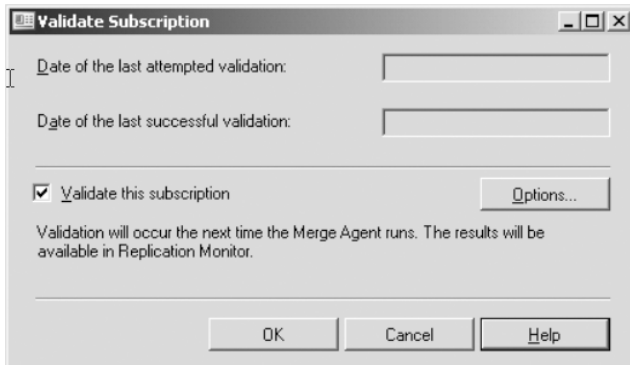 Validate Subscription
Date of the last attempted validation:
Date of the last successful validation:
Validate this subscription
Options...
Validation will occur the next time the Merge Agent runs. The results will be
available in Replication Monitor.
OK
Cancel
Help